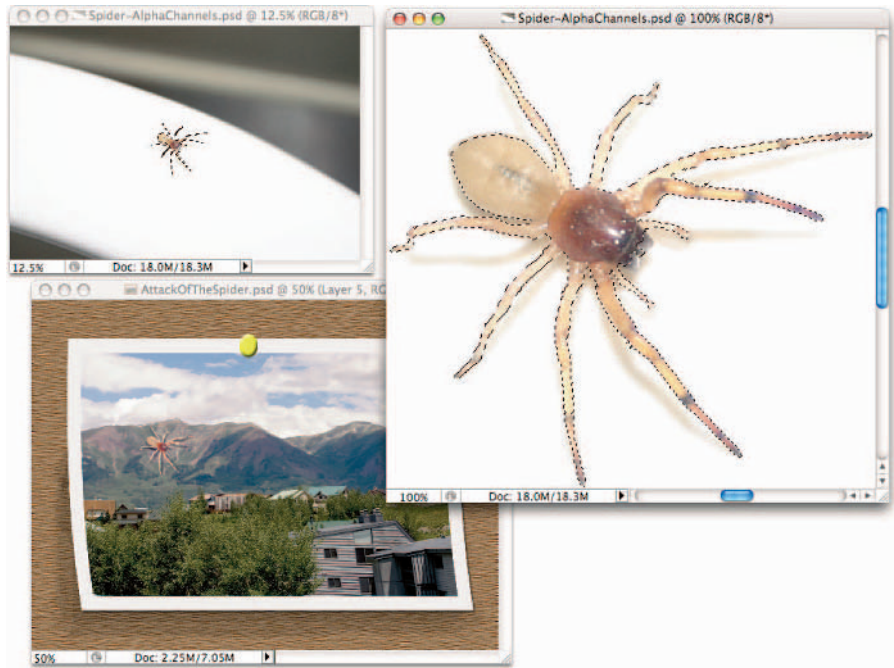 Spider-AlphaChannels.psd @ 12.5% (RGB/8*)
12.5%
Doc: 18.0M/18.3M
Spider-AlphaChannels.psd @ 100% (RGB/8*)
100%
Doc: 18.0M/18.3M
AttackOfTheSpider.psd @ 50% (Layer 5, RG
50%
Doc: 2.25M/7.05M